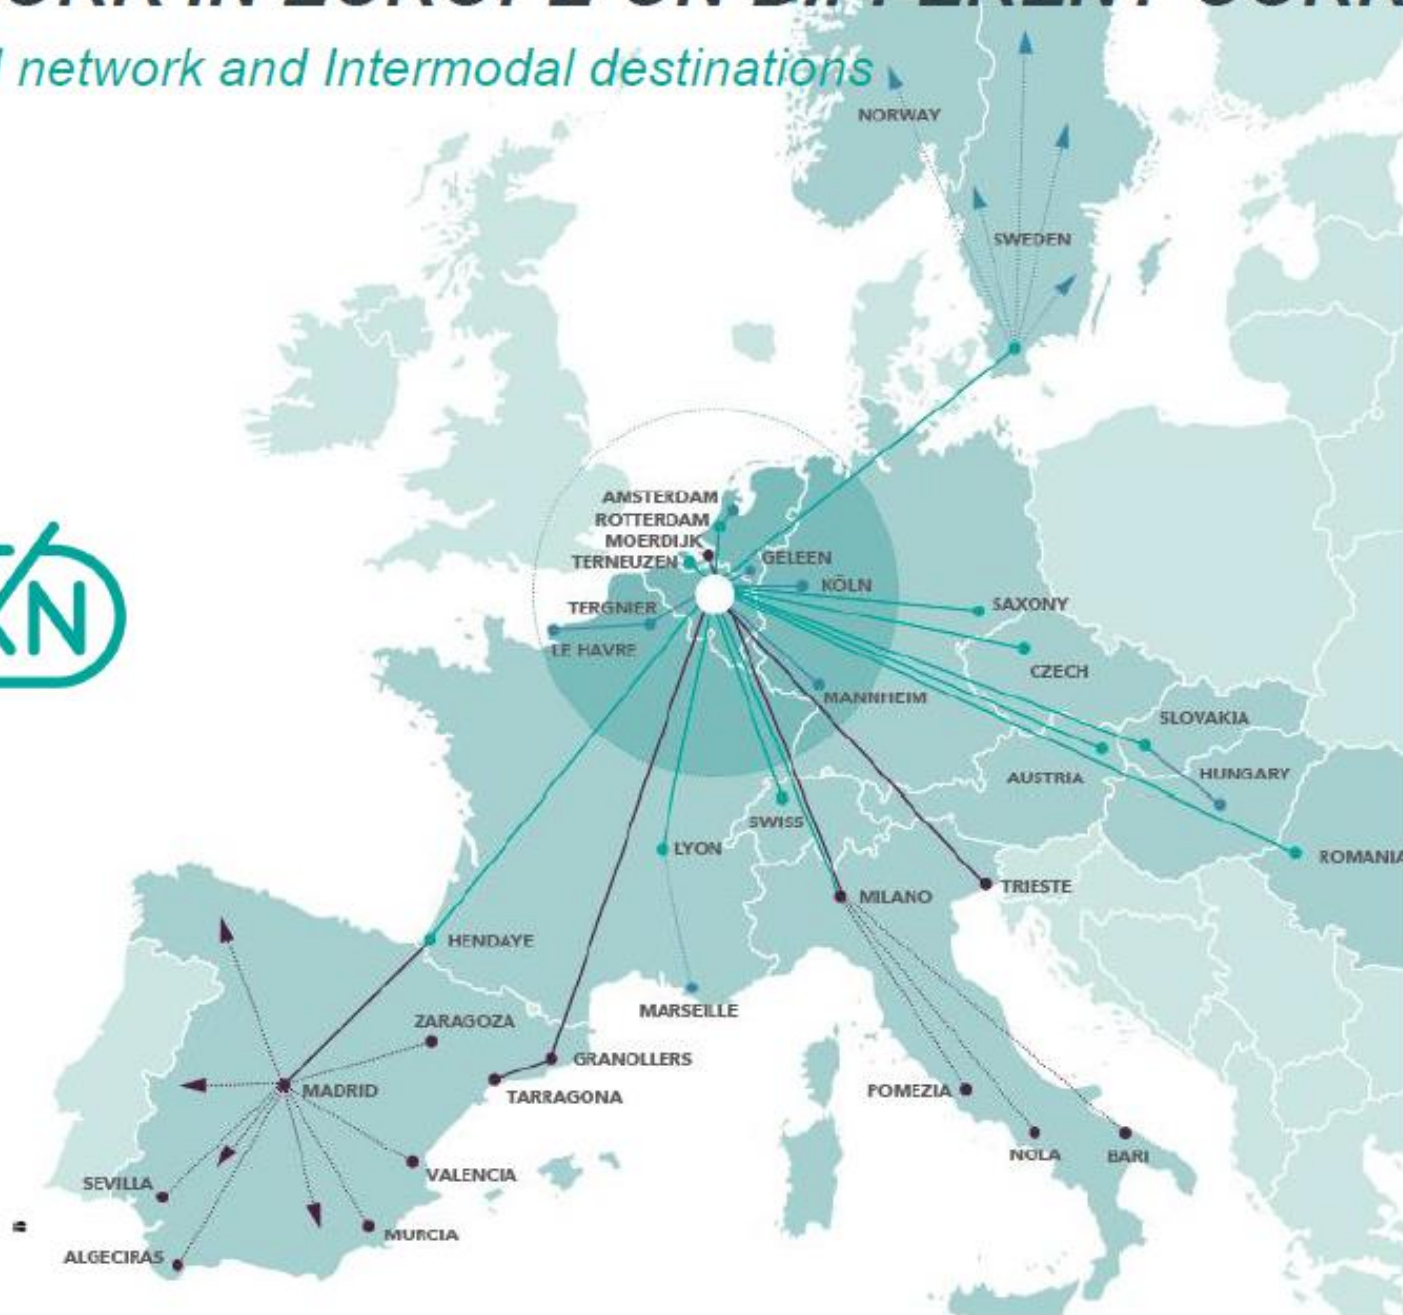 network and Intermodal destinations
NORWAY
SWEDEN
AMSTERDAM
ROTTERDAM
MOERDIJK
TERNEUZEN
GELEEN
KÖLN
TERGNIER
LE HAVRE
SAXONY
CZECH
MANNHEIM
SLOVAKIA
AUSTRIA
HUNGARY
SWISS
LYON
ROMANIA
MILANO
TRIESTE
HENDAYE
MARSEILLE
ZARAGOZA
GRANOLLERS
MADRID
TARRAGONA
POMEZIA
NOLA
BARI
SEVILLA
VALENCIA
MURCIA
ALGECIRAS